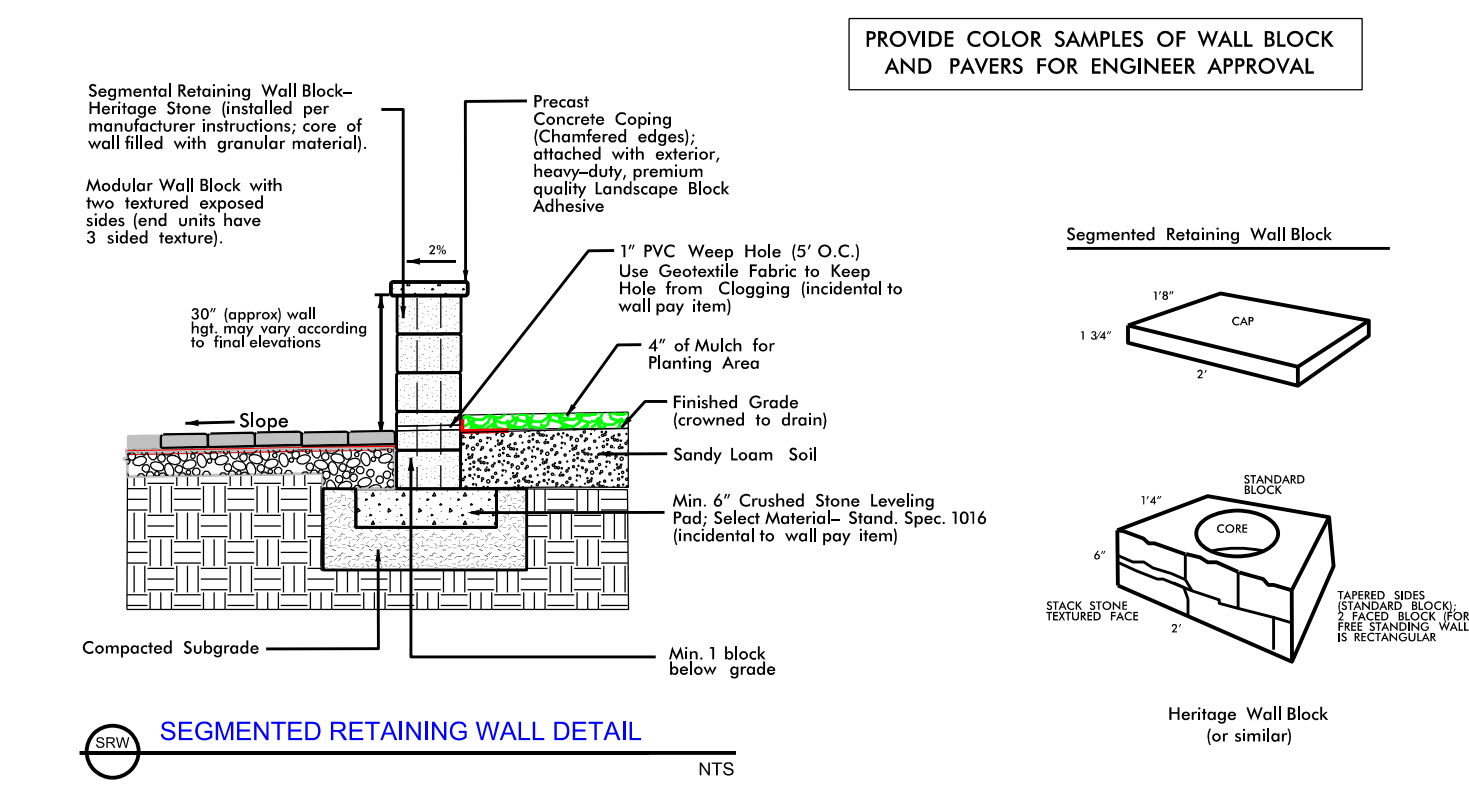 PROVIDE COLOR SAMPLES OF WALL BLOCK
AND PAVERS FOR ENGINEER APPROVAL
Segmental Retaining Wall Block–
Heritage Stone (installed per
manufacturer instructions; core of
wall filled with granular material).
Modular Wall Block with
two textured exposed
sides (end units have
3 sided texture).
Precast
Concrete Coping
(Chamfered edges);
attached with exterior,
heavy–duty, premium
quality Landscape Block
Adhesive
2%
1" PVC Weep Hole (5' O.C.)
Use Geotextile Fabric to Keep
Hole from Clogging (incidental to
wall pay item)
30" (approx) wall
hgt. may vary according
to final elevations
4" of Mulch for
Planting Area
Slope
Finished Grade
(crowned to drain)
Sandy Loam Soil
Min. 6" Crushed Stone Leveling
Pad; Select Material– Stand. Spec. 1016
(incidental to wall pay item)
Compacted Subgrade
Min. 1 block
below grade
SRW
SEGMENTED RETAINING WALL DETAIL
NTS
Segmented Retaining Wall Block
1'8"
CAP
1 3/4"
2'
STANDARD
BLOCK
1'4"
CORE
6"
STACK STONE
TEXTURED FACE
2'
TAPERED SIDES
(STANDARD BLOCK);
2 FACED BLOCK (FOR
FREE STANDING WALL
IS RECTANGULAR
Heritage Wall Block
(or similar)